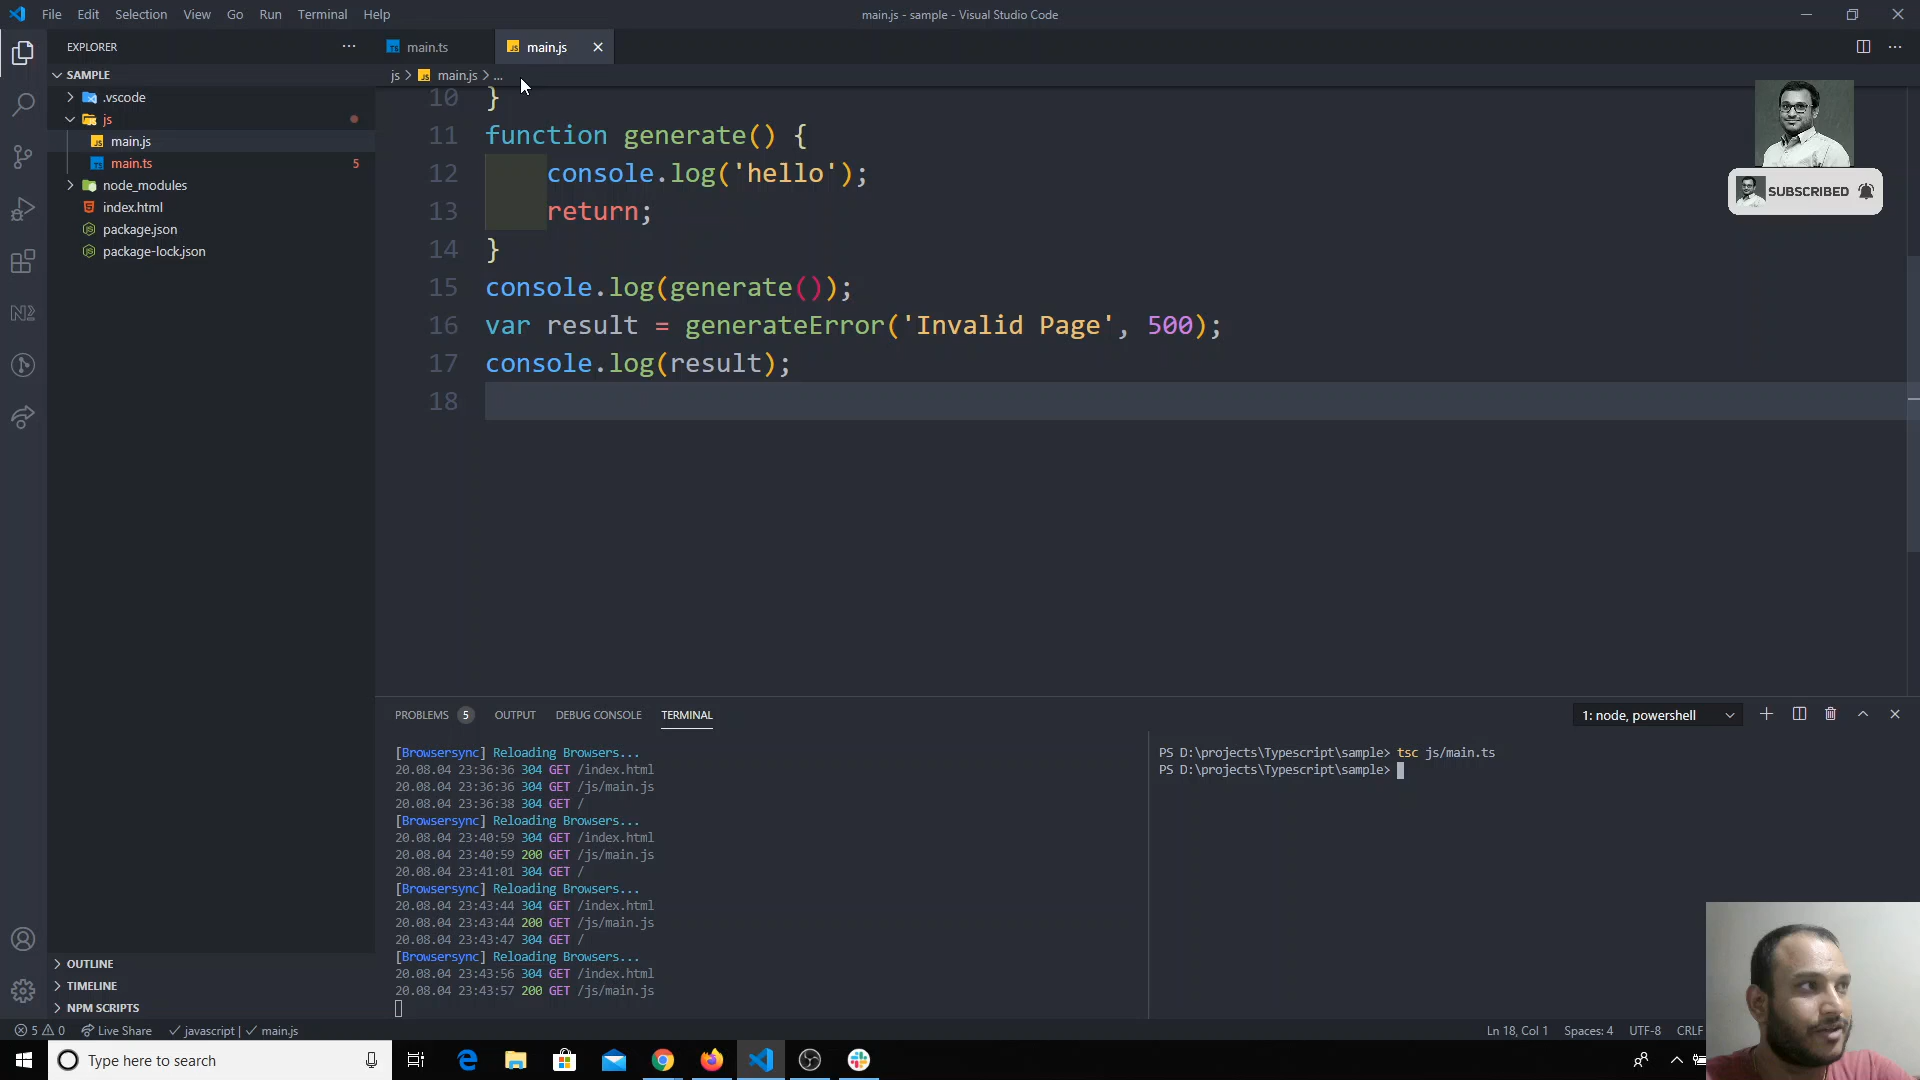 File Edit Selection View Go Run Terminal Help
main.js - sample - Visual Studio Code
EXPLORER
SAMPLE
.vscode
js
main.js
main.ts 5
node_modules
index.html
package.json
package-lock.json
OUTLINE
TIMELINE
NPM SCRIPTS
main.ts
JS main.js
js > JS main.js > ...
10 }
11 function generate() {
12 console.log('hello');
13 return;
14 }
15 console.log(generate());
16 var result = generateError('Invalid Page', 500);
17 console.log(result);
18
SUBSCRIBED
PROBLEMS 5 OUTPUT DEBUG CONSOLE TERMINAL
1: node, powershell
[Browsersync] Reloading Browsers...
20.08.04 23:36:36 304 GET /index.html
20.08.04 23:36:36 304 GET /js/main.js
20.08.04 23:36:38 304 GET /
[Browsersync] Reloading Browsers...
20.08.04 23:40:59 304 GET /index.html
20.08.04 23:40:59 200 GET /js/main.js
20.08.04 23:41:01 304 GET /
[Browsersync] Reloading Browsers...
20.08.04 23:43:44 304 GET /index.html
20.08.04 23:43:44 200 GET /js/main.js
20.08.04 23:43:47 304 GET /
[Browsersync] Reloading Browsers...
20.08.04 23:43:56 304 GET /index.html
20.08.04 23:43:57 200 GET /js/main.js
PS D:\projects\Typescript\sample> tsc js/main.ts
PS D:\projects\Typescript\sample>
5 0 Live Share javascript | main.js
Ln 18, Col 1 Spaces: 4 UTF-8 CRLF
Type here to search